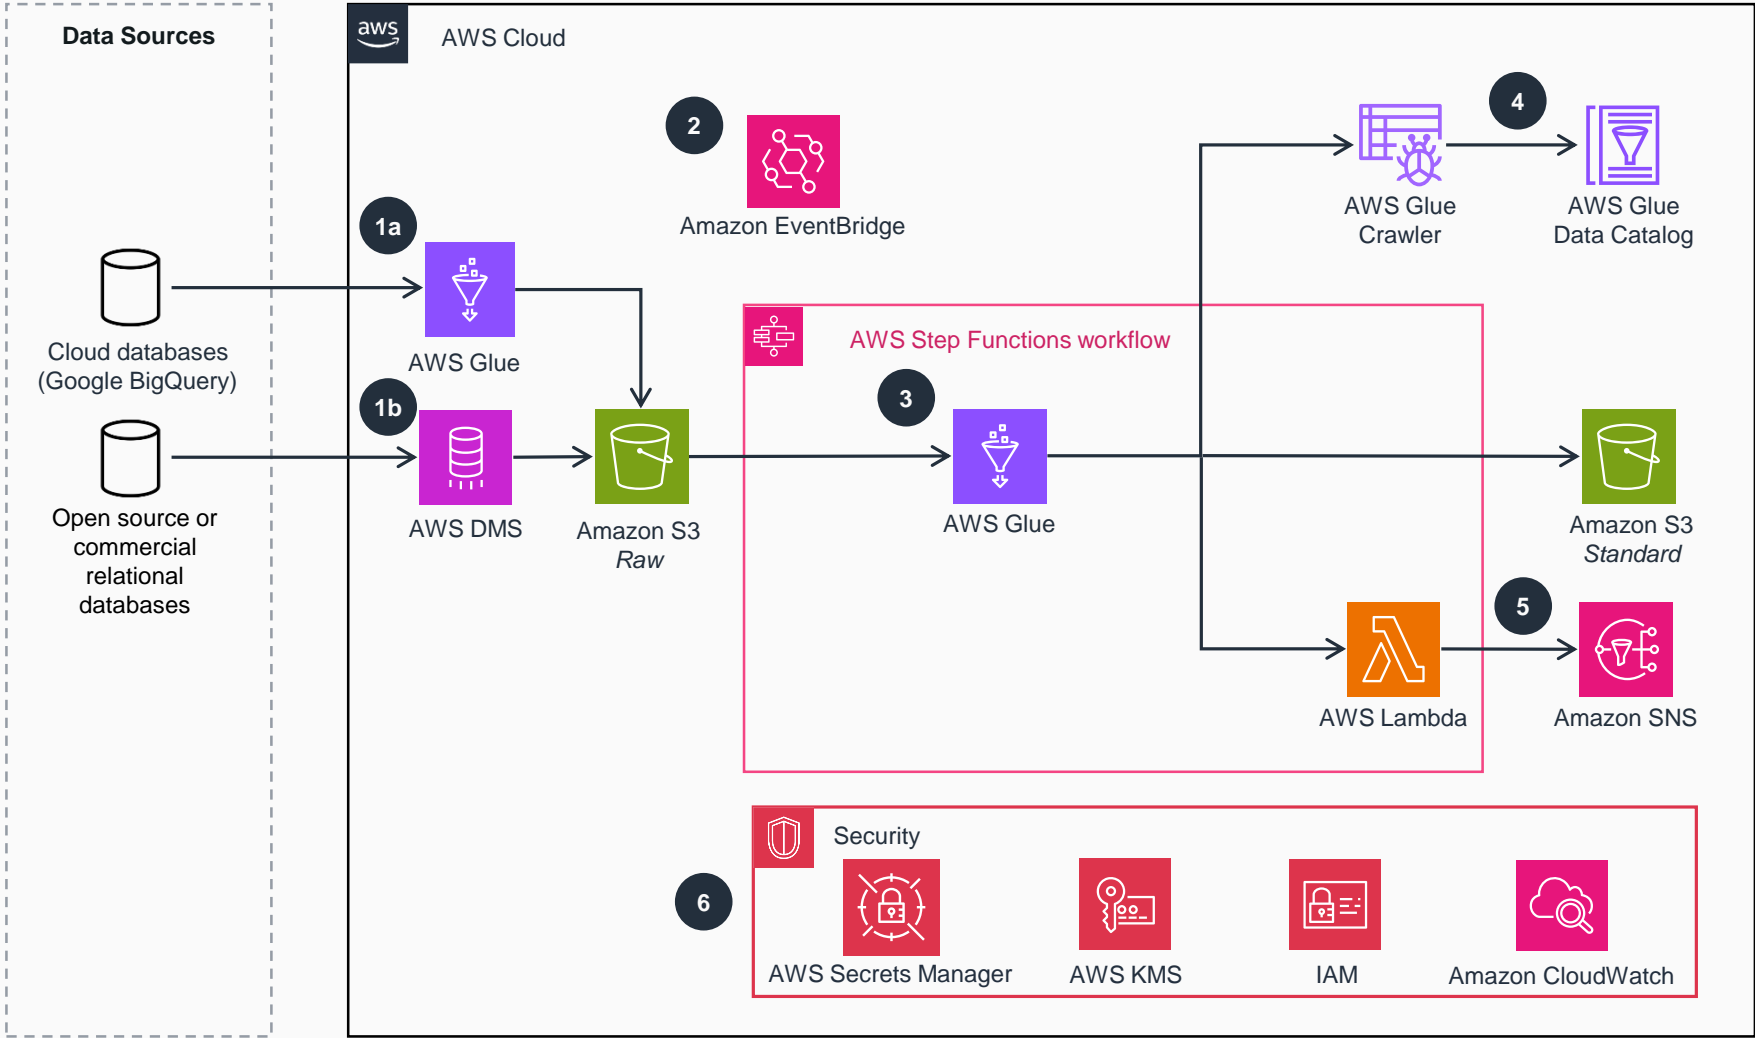 Data Sources
aws
AWS Cloud
2
Amazon EventBridge
4
AWS Glue
Crawler
AWS Glue
Data Catalog
1a
AWS Glue
Cloud databases
(Google BigQuery)
1b
AWS DMS
Open source or
commercial
relational
databases
Amazon S3
Raw
AWS Step Functions workflow
3
AWS Glue
Amazon S3
Standard
5
AWS Lambda
Amazon SNS
6
Security
AWS Secrets Manager
AWS KMS
IAM
Amazon CloudWatch